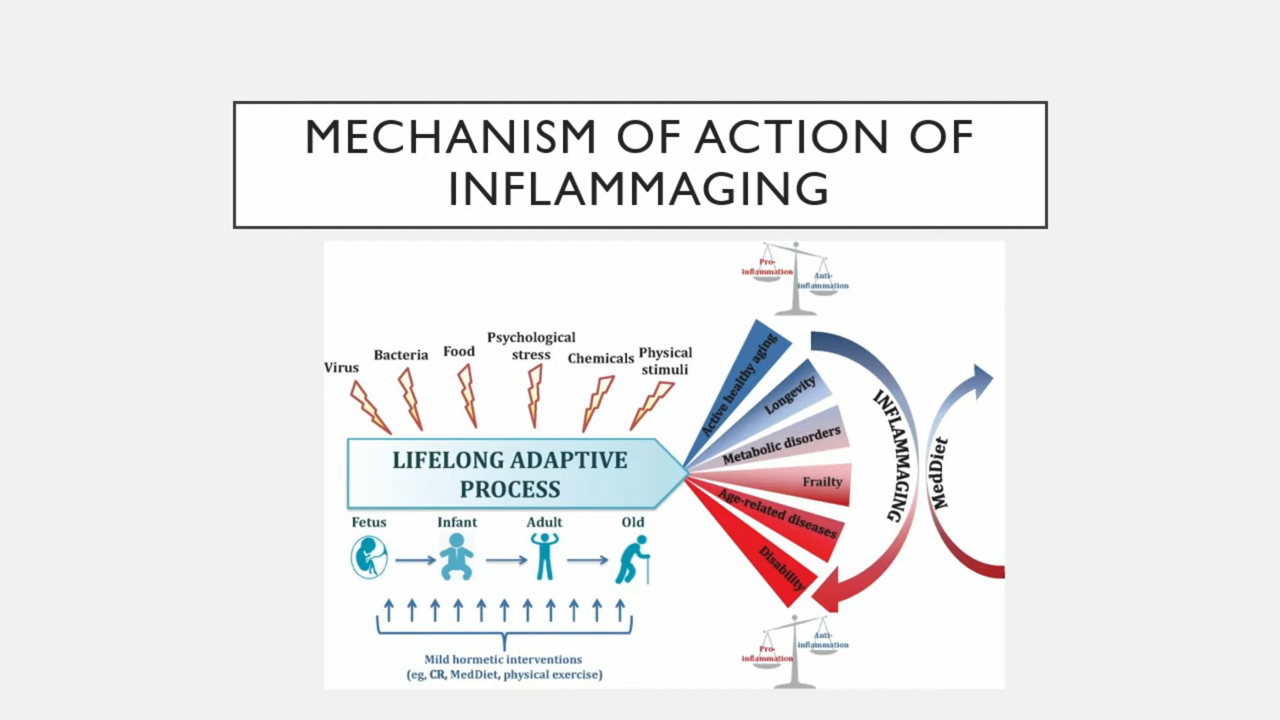 MECHANISM OF ACTION OF
INFLAMMAGING
Pro-
inflammation
Anti-
inflammation
Virus
Bacteria
Food
Psychological
stress
Chemicals
Physical
stimuli
LIFELONG ADAPTIVE
PROCESS
Fetus
Infant
Adult
Old
Mild hormetic interventions
(eg, CR, MedDiet, physical exercise)
Active healthy aging
Longevity
Metabolic disorders
Frailty
Age-related diseases
Disability
INFLAMMAGING
MedDiet
Pro-
inflammation
Anti-
inflammation